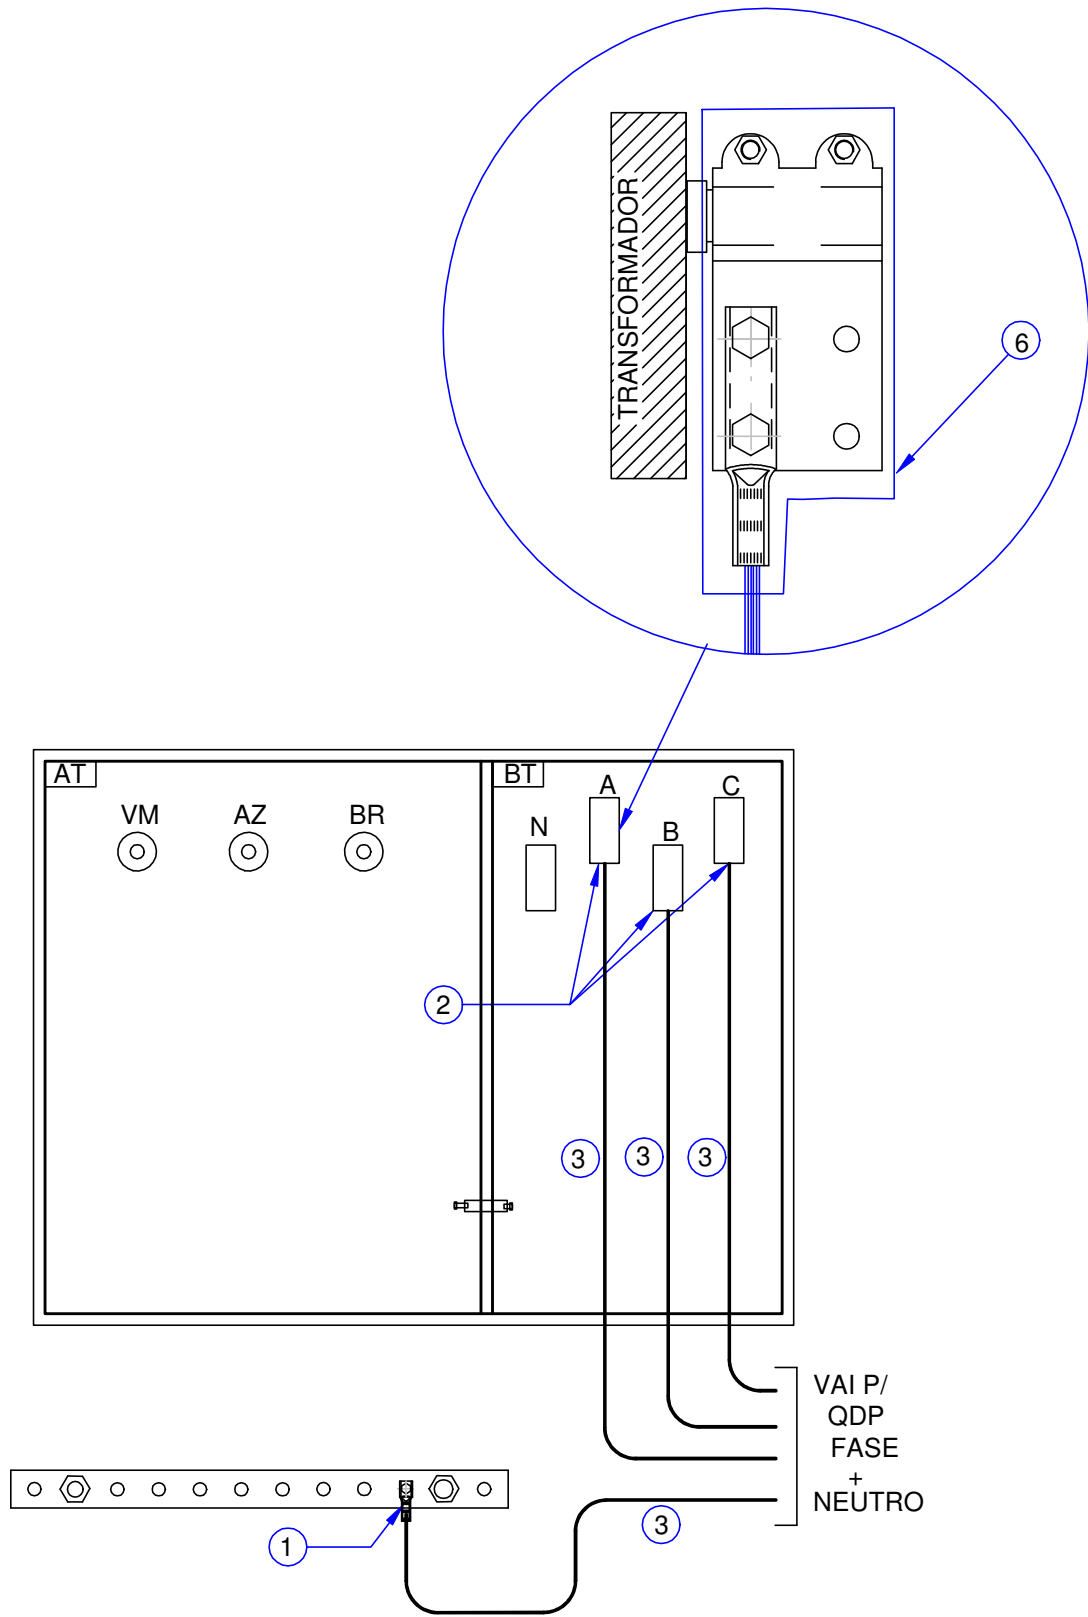 TRANSFORMADOR
6
AT
BT
VM
AZ
BR
N
A
B
C
2
3
3
3
VAI P/
QDP
FASE
+
NEUTRO
1
3